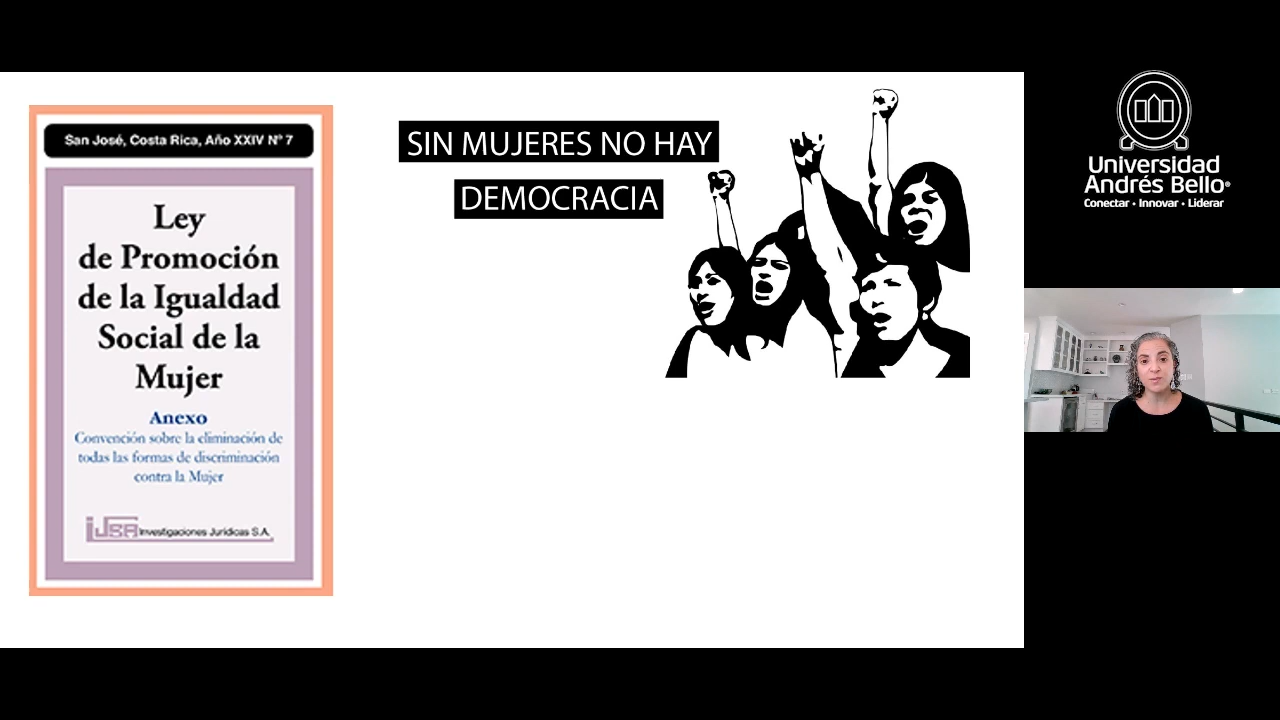 San José, Costa Rica, Año XXIV Nº 7
Ley
de Promoción
de la Igualdad
Social de la
Mujer
Anexo
Convención sobre la eliminación de
todas las formas de discriminación
contra la Mujer
IJSA Investigaciones Jurídicas S.A.
SIN MUJERES NO HAY
DEMOCRACIA
Universidad
Andrés Bello®
Conectar • Innovar • Liderar